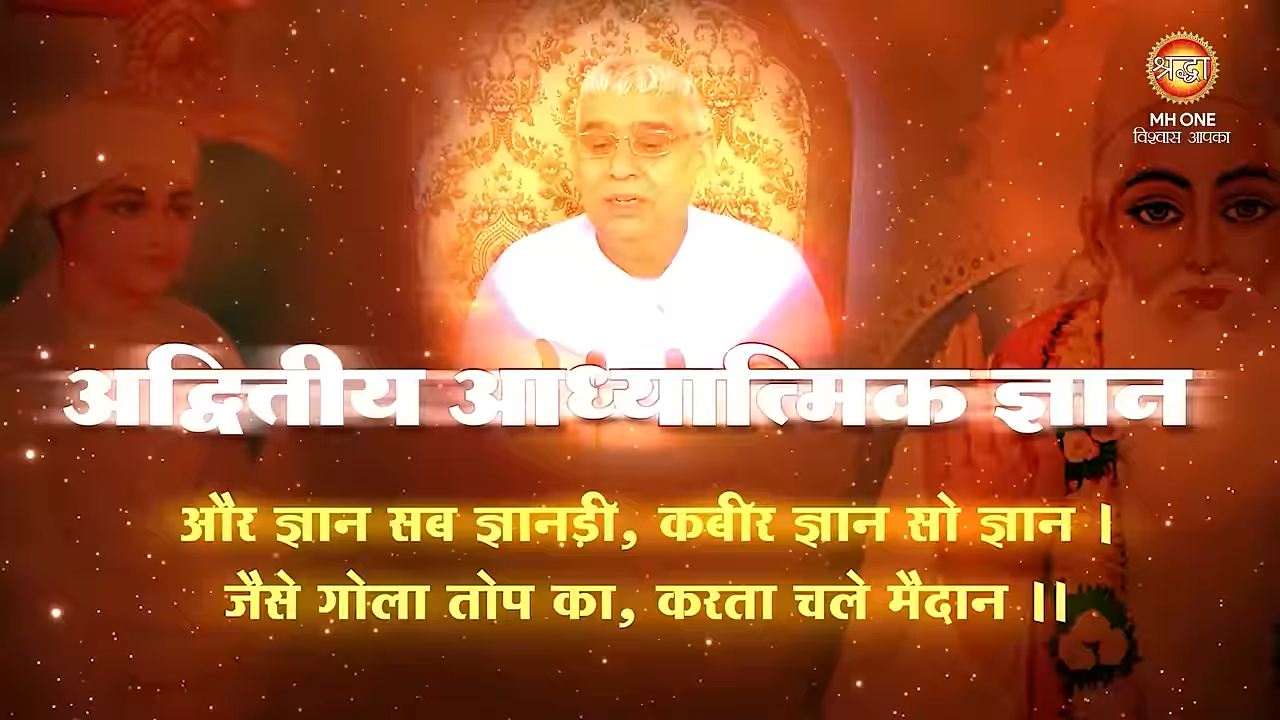 श्रद्धा
MH ONE
विश्वास आपका
अद्वितीय आध्यात्मिक ज्ञान
और ज्ञान सब ज्ञानड़ी, कबीर ज्ञान सो ज्ञान ।
जैसे गोला तोप का, करता चले मैदान ।।